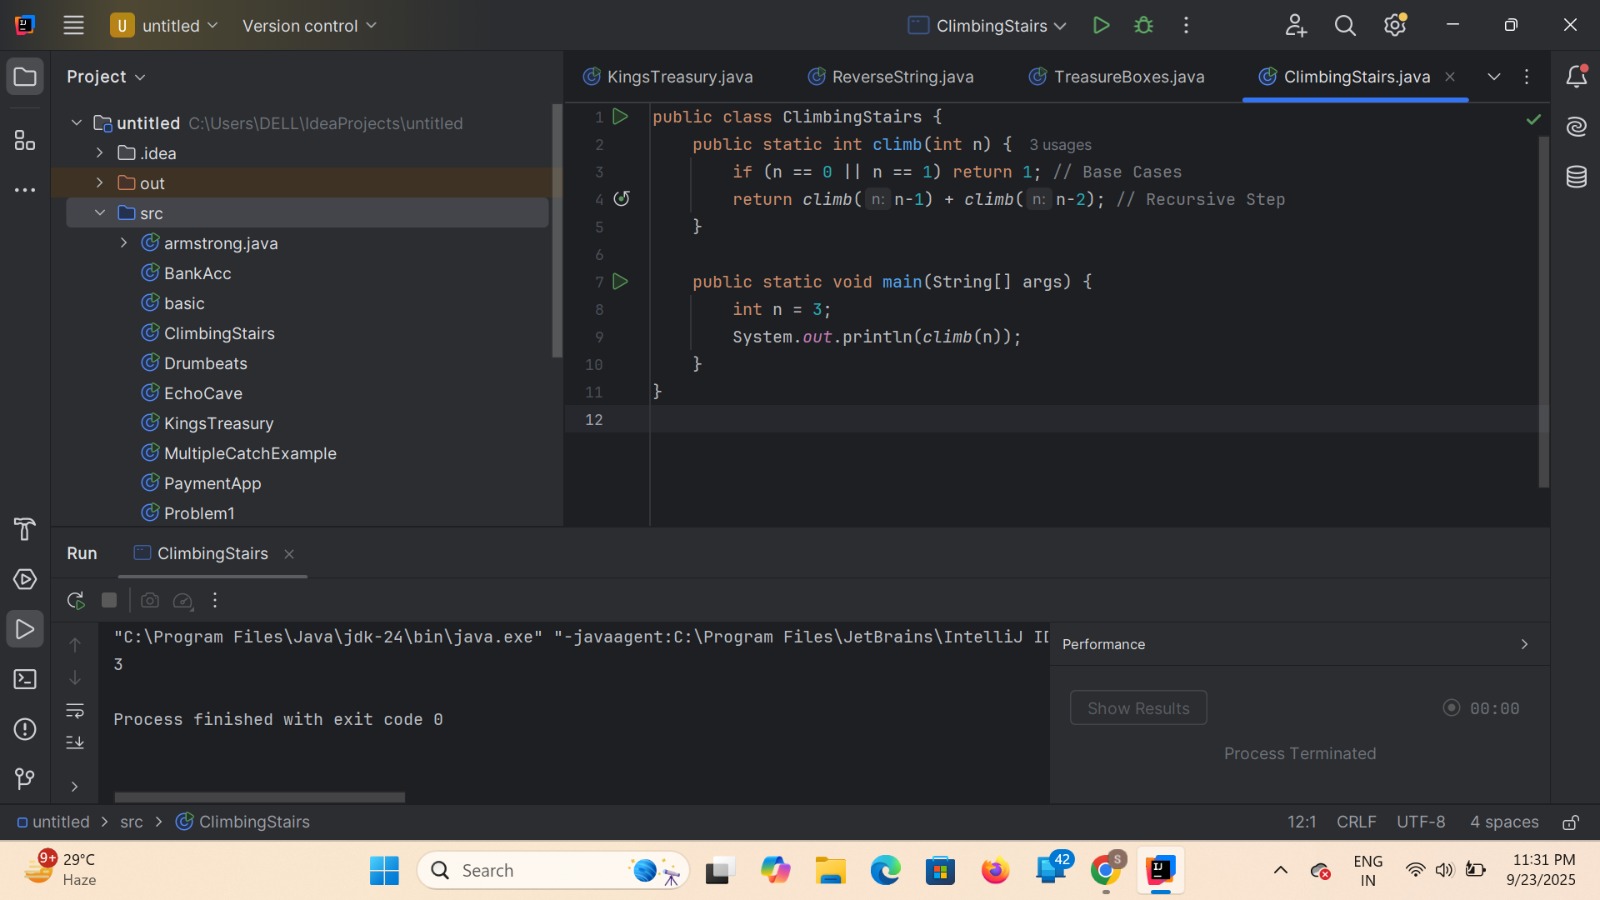 U untitled Version control ClimbingStairs
Project
KingsTreasury.java ReverseString.java TreasureBoxes.java ClimbingStairs.java
untitled C:\Users\DELL\IdeaProjects\untitled
.idea
out
src
armstrong.java
BankAcc
basic
ClimbingStairs
Drumbeats
EchoCave
KingsTreasury
MultipleCatchExample
PaymentApp
Problem1
1 public class ClimbingStairs {
2 public static int climb(int n) { 3 usages
3 if (n == 0 || n == 1) return 1; // Base Cases
4 return climb( n: n-1) + climb( n: n-2); // Recursive Step
5 }
6
7 public static void main(String[] args) {
8 int n = 3;
9 System.out.println(climb(n));
10 }
11 }
12
Run ClimbingStairs
"C:\Program Files\Java\jdk-24\bin\java.exe" "-javaagent:C:\Program Files\JetBrains\IntelliJ ID
3
Process finished with exit code 0
Performance
Show Results 00:00
Process Terminated
untitled > src > ClimbingStairs 12:1 CRLF UTF-8 4 spaces
9+ 29°C
Haze
Search
42
S
ENG
IN
11:31 PM
9/23/2025